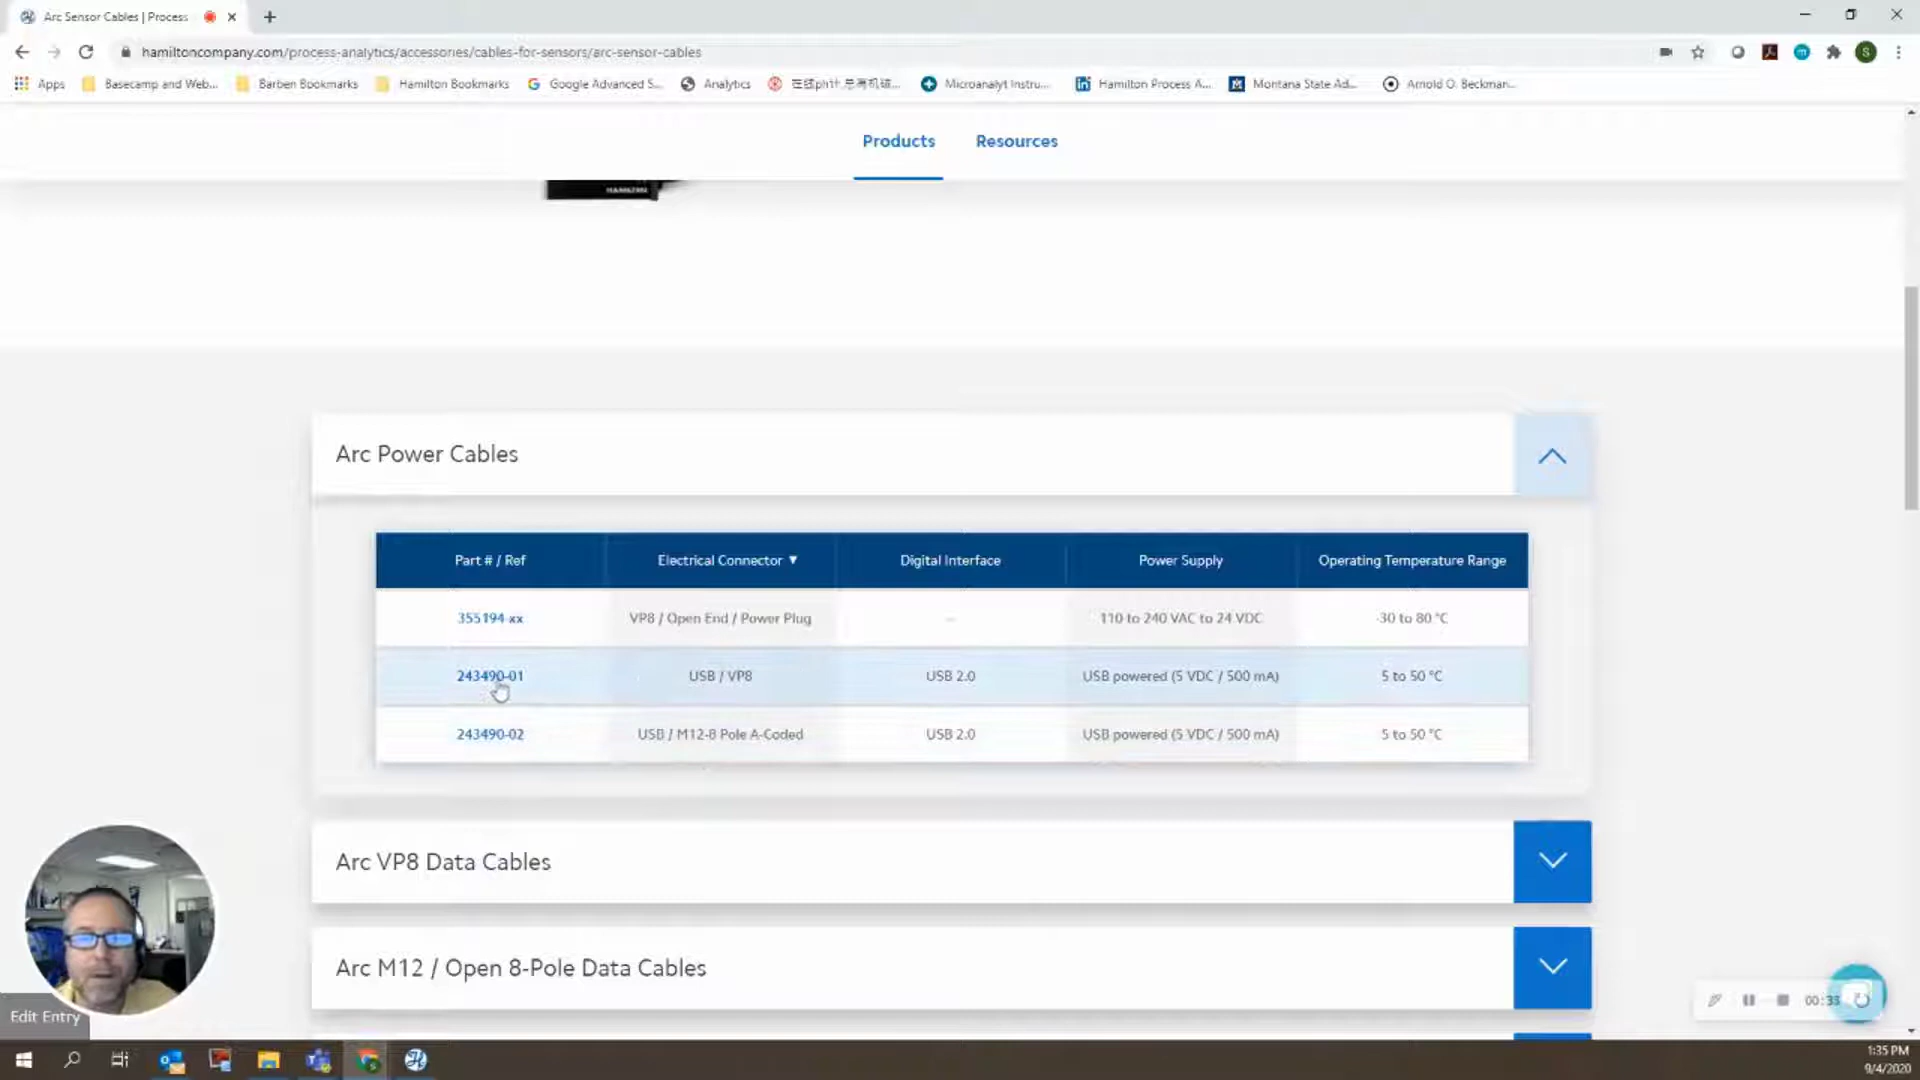 Arc Sensor Cables | Process
hamiltoncompany.com/process-analytics/accessories/cables-for-sensors/arc-sensor-cables
S
Apps Basecamp and Web... Barben Bookmarks Hamilton Bookmarks Google Advanced S... Analytics Microanalyt Instru... Hamilton Process A... Montana State Ad... Arnold O. Beckman...
Products Resources
HAMILTON
Arc Power Cables
Part # / Ref Electrical Connector ▼ Digital Interface Power Supply Operating Temperature Range
355194-xx VP8 / Open End / Power Plug – 110 to 240 VAC to 24 VDC -30 to 80 °C
243490-01 USB / VP8 USB 2.0 USB powered (5 VDC / 500 mA) 5 to 50 °C
243490-02 USB / M12-8 Pole A-Coded USB 2.0 USB powered (5 VDC / 500 mA) 5 to 50 °C
Arc VP8 Data Cables
Arc M12 / Open 8-Pole Data Cables
Edit Entry
00:33
1:35 PM
9/4/2020